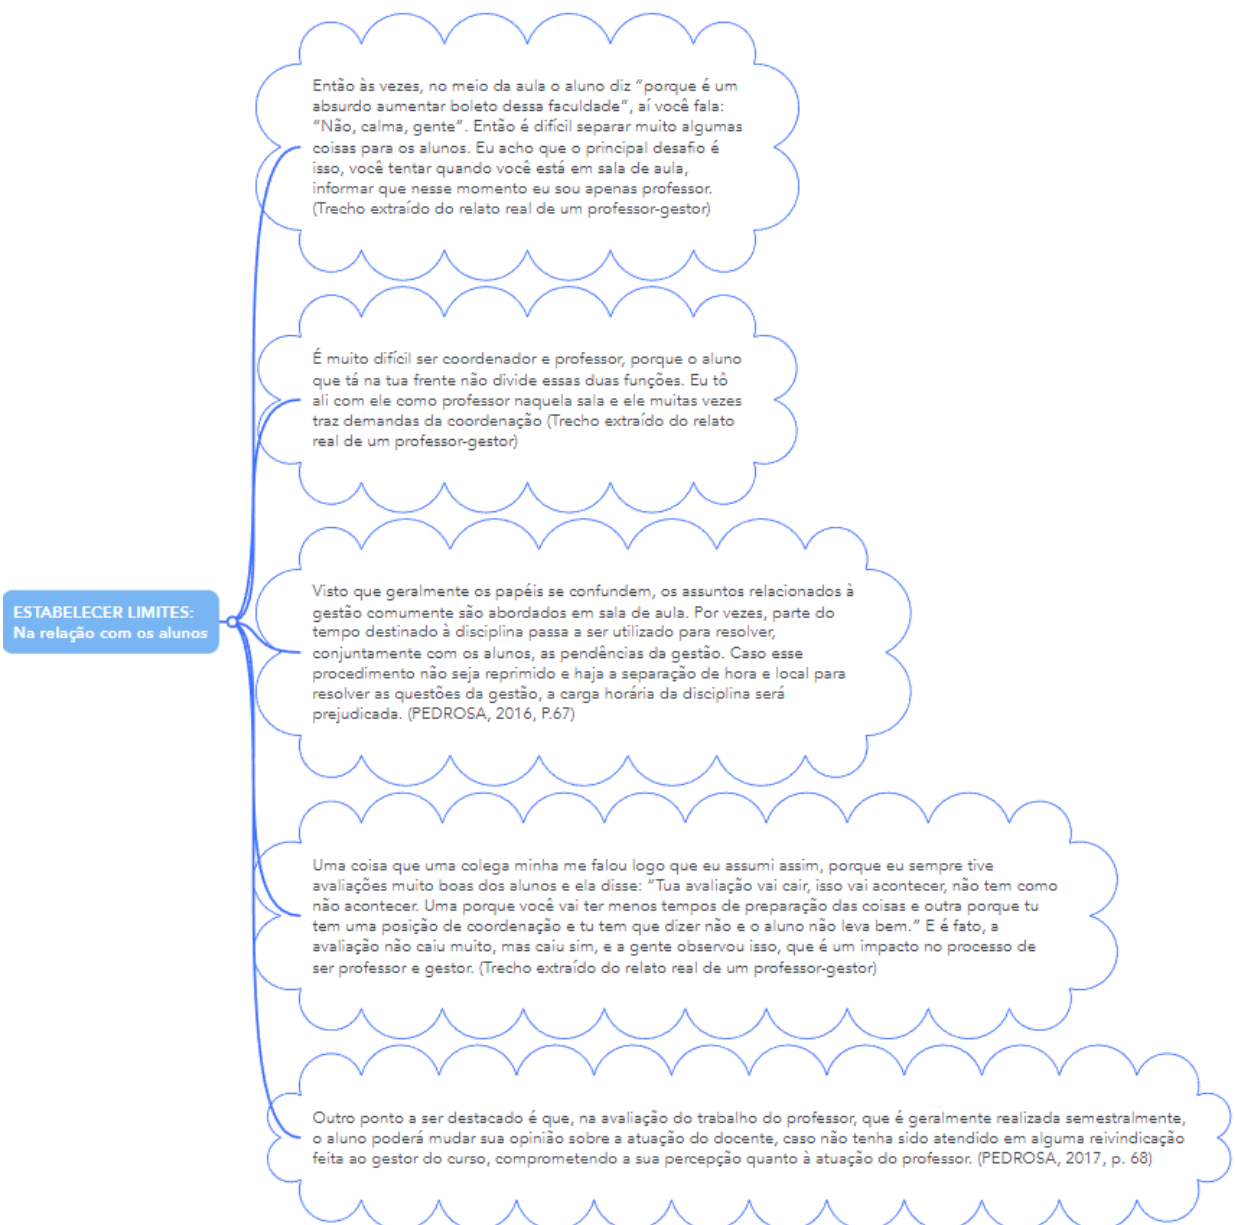 Então às vezes, no meio da aula o aluno diz “porque é um
absurdo aumentar boleto dessa faculdade”, aí você fala:
“Não, calma, gente”. Então é difícil separar muito algumas
coisas para os alunos. Eu acho que o principal desafio é
isso, você tentar quando você está em sala de aula,
informar que nesse momento eu sou apenas professor.
(Trecho extraído do relato real de um professor-gestor)
É muito difícil ser coordenador e professor, porque o aluno
que tá na tua frente não divide essas duas funções. Eu tô
ali com ele como professor naquela sala e ele muitas vezes
traz demandas da coordenação (Trecho extraído do relato
real de um professor-gestor)
ESTABELECER LIMITES:
Na relação com os alunos
Visto que geralmente os papéis se confundem, os assuntos relacionados à
gestão comumente são abordados em sala de aula. Por vezes, parte do
tempo destinado à disciplina passa a ser utilizado para resolver,
conjuntamente com os alunos, as pendências da gestão. Caso esse
procedimento não seja reprimido e haja a separação de hora e local para
resolver as questões da gestão, a carga horária da disciplina será
prejudicada. (PEDROSA, 2016, P.67)
Uma coisa que uma colega minha me falou logo que eu assumi assim, porque eu sempre tive
avaliações muito boas dos alunos e ela disse: “Tua avaliação vai cair, isso vai acontecer, não tem como
não acontecer. Uma porque você vai ter menos tempos de preparação das coisas e outra porque tu
tem uma posição de coordenação e tu tem que dizer não e o aluno não leva bem.” E é fato, a
avaliação não caiu muito, mas caiu sim, e a gente observou isso, que é um impacto no processo de
ser professor e gestor. (Trecho extraído do relato real de um professor-gestor)
Outro ponto a ser destacado é que, na avaliação do trabalho do professor, que é geralmente realizada semestralmente,
o aluno poderá mudar sua opinião sobre a atuação do docente, caso não tenha sido atendido em alguma reivindicação
feita ao gestor do curso, comprometendo a sua percepção quanto à atuação do professor. (PEDROSA, 2017, p. 68)